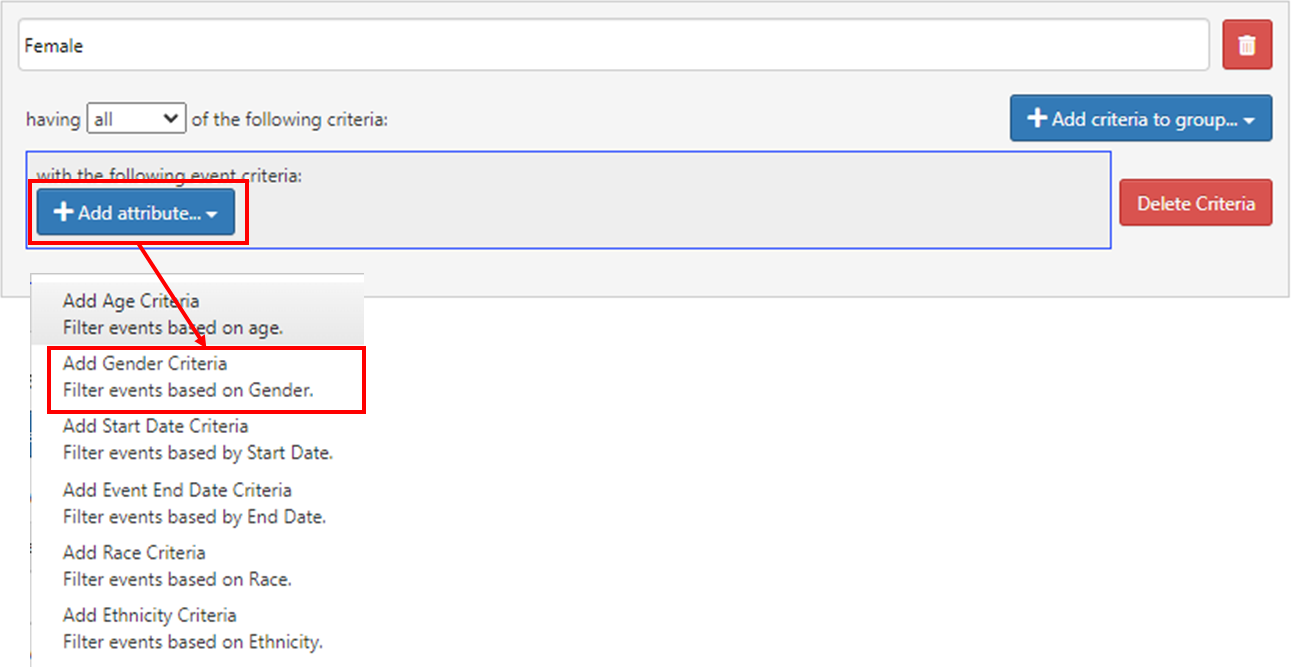 Female
having all of the following criteria:
Add criteria to group...
with the following event criteria:
Add attribute...
Delete Criteria
Add Age Criteria
Filter events based on age.
Add Gender Criteria
Filter events based on Gender.
Add Start Date Criteria
Filter events based by Start Date.
Add Event End Date Criteria
Filter events based by End Date.
Add Race Criteria
Filter events based on Race.
Add Ethnicity Criteria
Filter events based on Ethnicity.